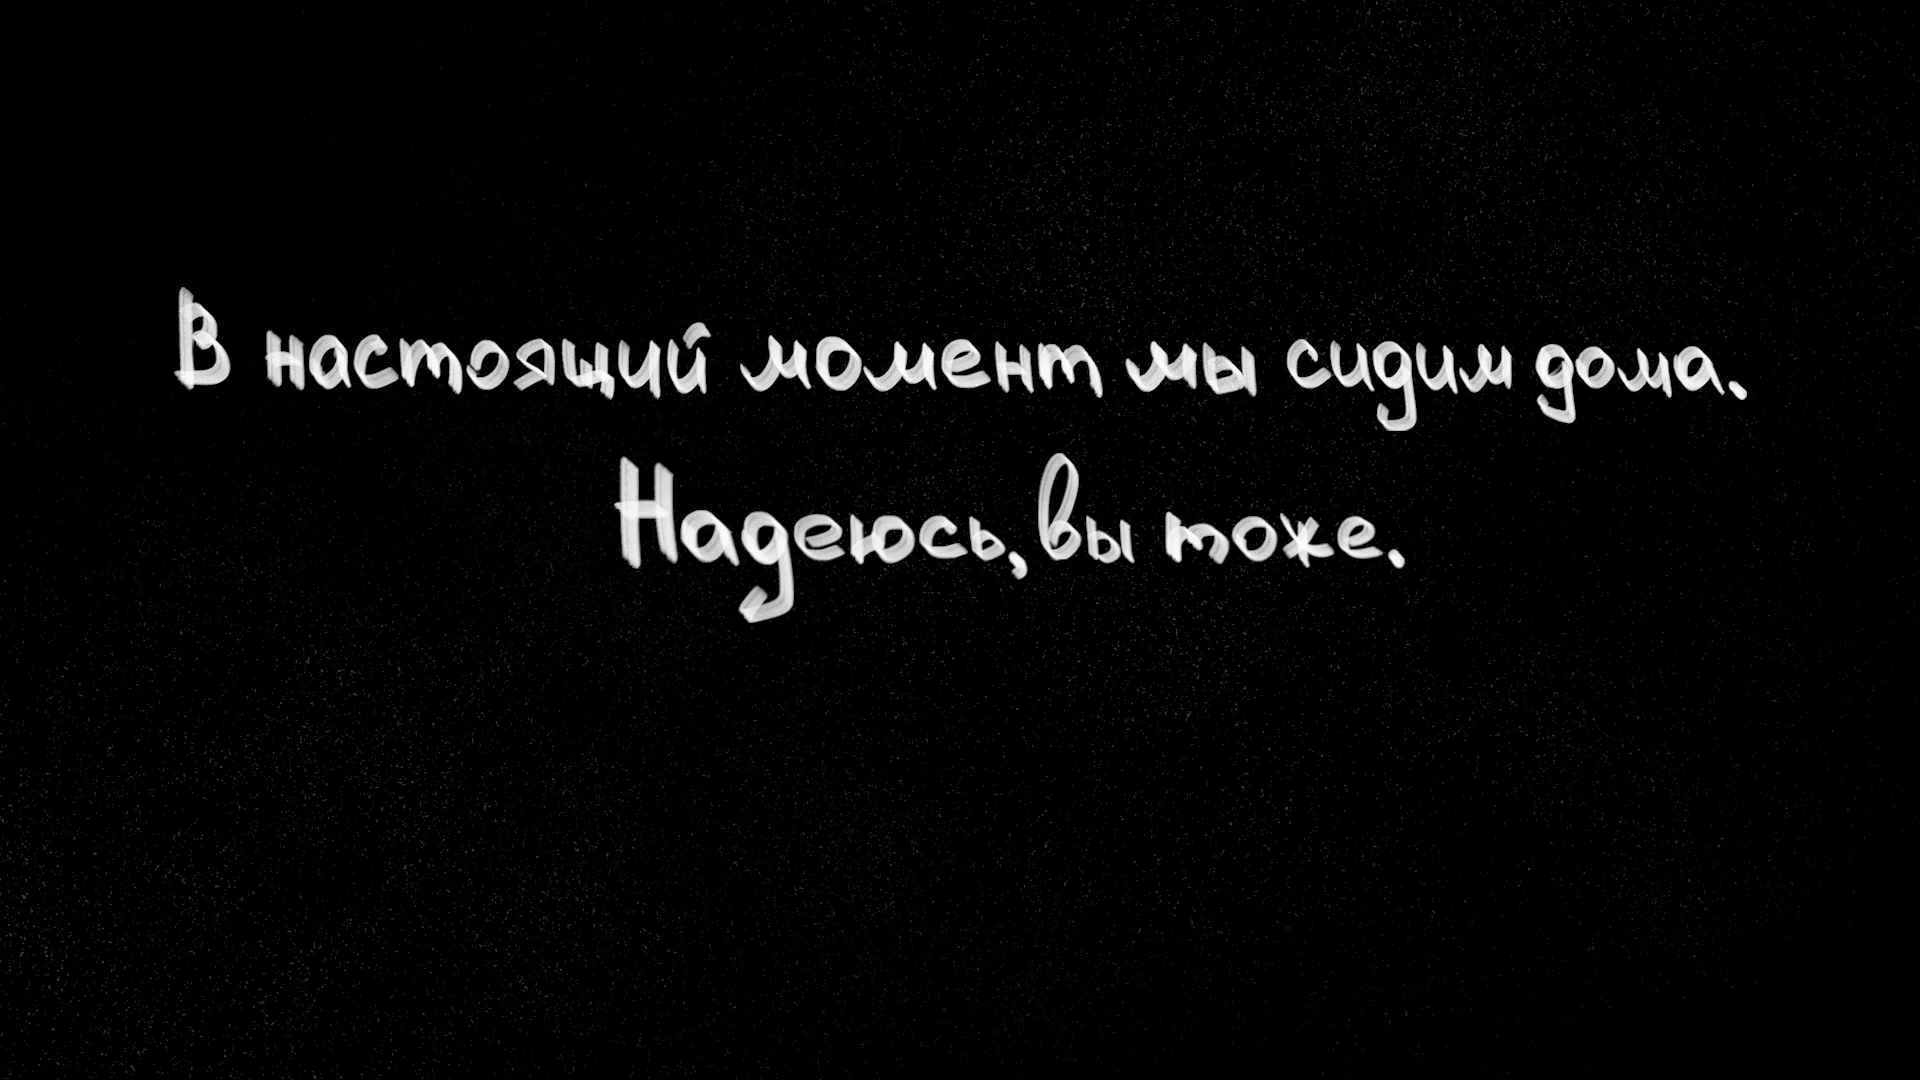 В настоящий момент мы сидим дома.
Надеюсь, вы тоже.